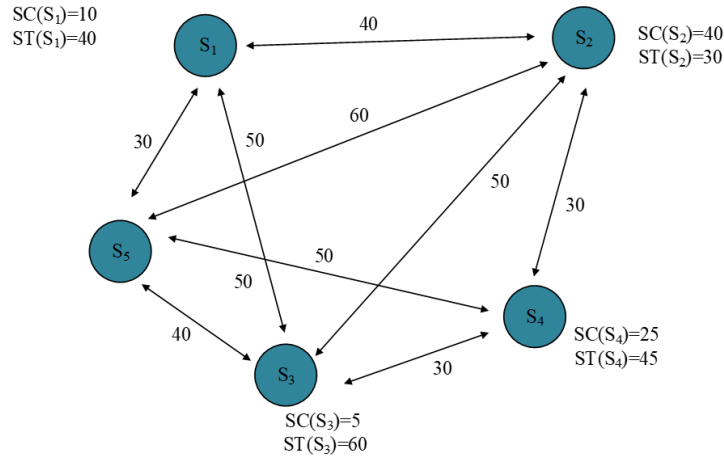 SC(S₁)=10
ST(S₁)=40
S₁
40
S₂
SC(S₂)=40
ST(S₂)=30
30
50
60
50
30
S₅
50
50
40
S₄
SC(S₄)=25
ST(S₄)=45
S₃
30
SC(S₃)=5
ST(S₃)=60